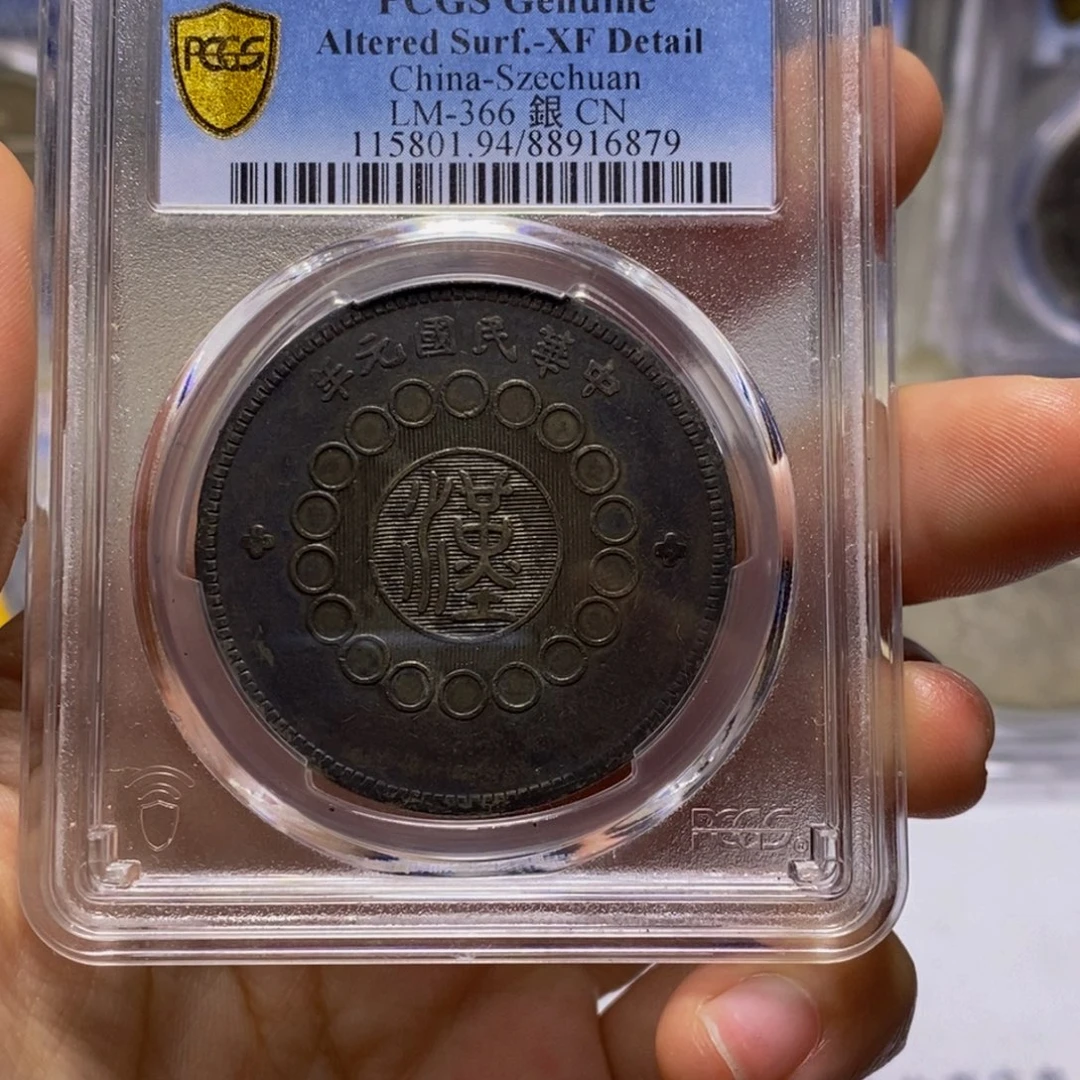 PCGS Genuine
Altered Surf.-XF Detail
China-Szechuan
LM-366 銀 CN
115801.94/88916879
PCGS
年元國民華中
漢
PCGS